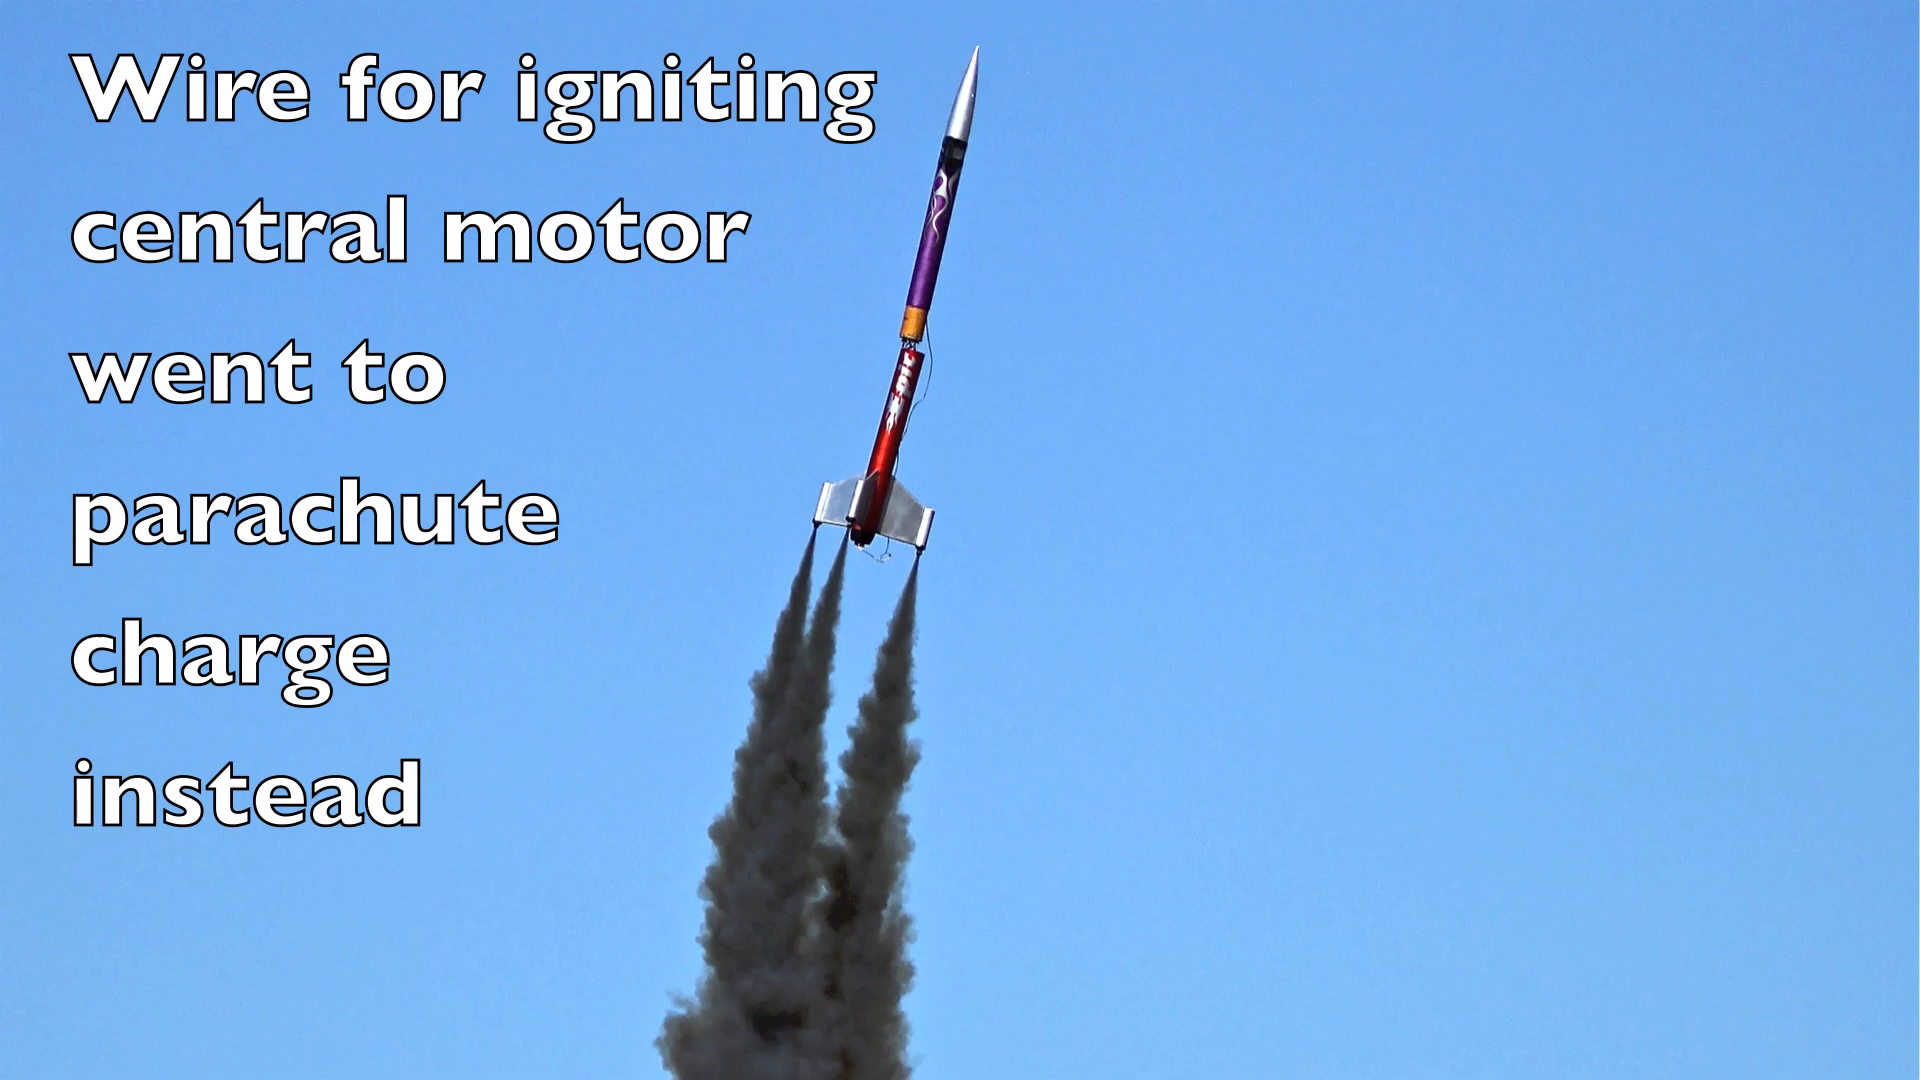 Wire for igniting
central motor
went to
parachute
charge
instead